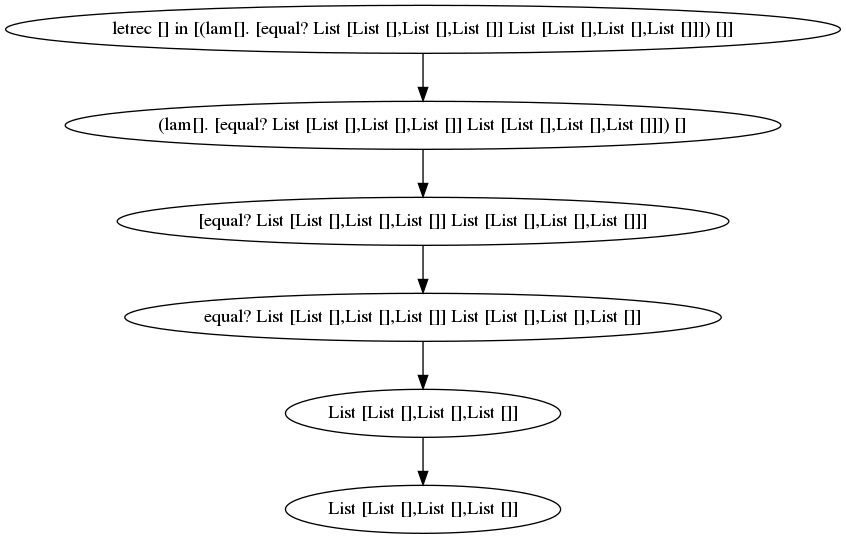 letrec [] in [(lam[]. [equal? List [List [],List [],List []] List [List [],List [],List []]]) []]
(lam[]. [equal? List [List [],List [],List []] List [List [],List [],List []]]) []
[equal? List [List [],List [],List []] List [List [],List [],List []]]
equal? List [List [],List [],List []] List [List [],List [],List []]
List [List [],List [],List []]
List [List [],List [],List []]